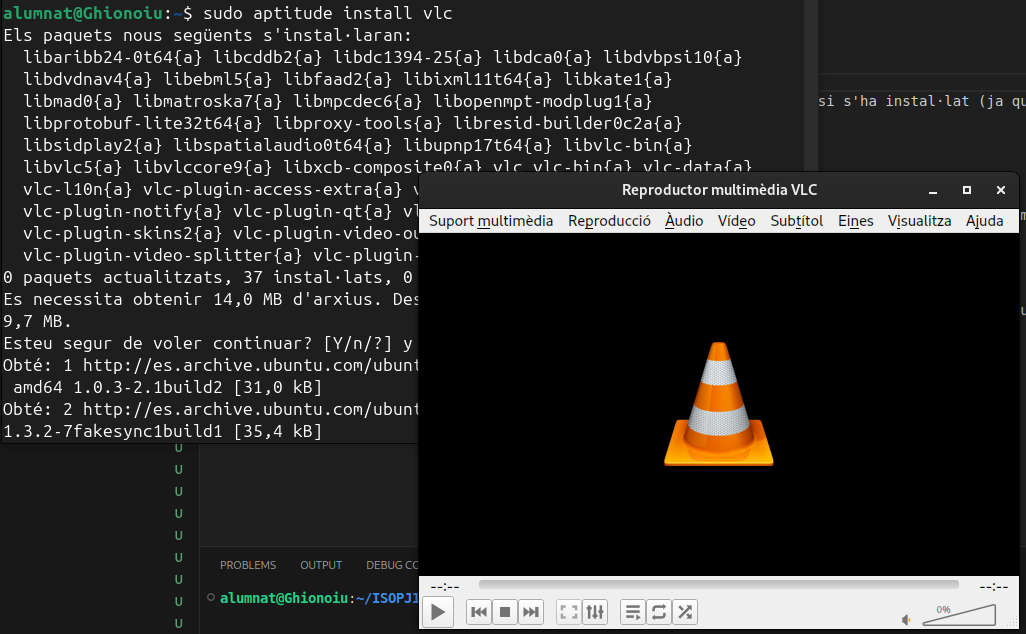 alumnat@Ghionoiu:~$ sudo aptitude install vlc
Els paquets nous següents s'instal·laran:
libaribb24-0t64{a} libcddb2{a} libdc1394-25{a} libdca0{a} libdvbpsi10{a}
libdvdnav4{a} libebml5{a} libfaad2{a} libixml11t64{a} libkate1{a}
libmad0{a} libmatroska7{a} libmpcdec6{a} libopenmpt-modplug1{a}
libprotobuf-lite32t64{a} libproxy-tools{a} libresid-builder0c2a{a}
libsidplay2{a} libspatialaudio0t64{a} libupnp17t64{a} libvlc-bin{a}
libvlc5{a} libvlccore9{a} libxcb-composite0{a} vlc vlc-bin{a} vlc-data{a}
vlc-l10n{a} vlc-plugin-access-extra{a}
vlc-plugin-notify{a} vlc-plugin-qt{a}
vlc-plugin-skins2{a} vlc-plugin-video-ou
vlc-plugin-video-splitter{a} vlc-plugin-
0 paquets actualitzats, 37 instal·lats, 0
Es necessita obtenir 14,0 MB d'arxius. Des
9,7 MB.
Esteu segur de voler continuar? [Y/n/?] y
Obté: 1 http://es.archive.ubuntu.com/ubunt
amd64 1.0.3-2.1build2 [31,0 kB]
Obté: 2 http://es.archive.ubuntu.com/ubunt
1.3.2-7fakesync1build1 [35,4 kB]
si s'ha instal·lat (ja qu
Reproductor multimèdia VLC
Suport multimèdia Reproducció Àudio Vídeo Subtítol Eines Visualitza Ajuda
--:-- --:--
0%
U
U
U
U
U
U
U
U
U
PROBLEMS OUTPUT DEBUG CO
alumnat@Ghionoiu:~/ISOPJ1